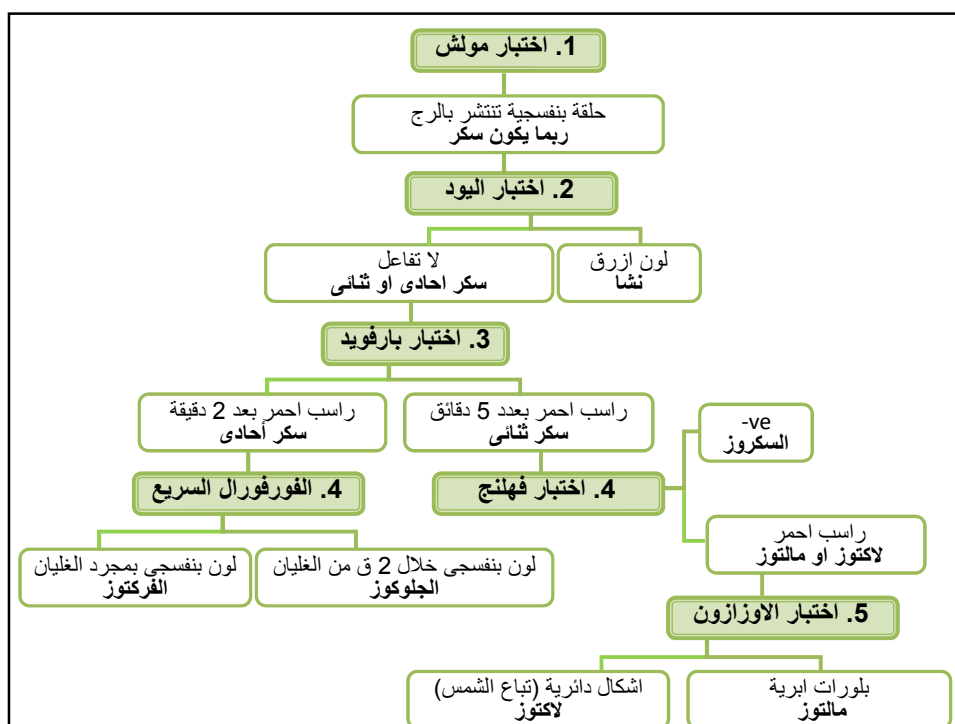 1. اختبار مولش
حلقة بنفسجية تنتشر بالرج
ربما يكون سكر
2. اختبار اليود
لون ازرق
نشا
لا تفاعل
سكر احادى او ثنائى
3. اختبار بارفويد
راسب احمر بعدد 5 دقائق
سكر ثنائى
راسب احمر بعد 2 دقيقة
سكر أحادى
-ve
السكروز
4. اختبار فهلنج
4. الفورفورال السريع
راسب احمر
لاكتوز او مالتوز
لون بنفسجى خلال 2 ق من الغليان
الجلوكوز
لون بنفسجى بمجرد الغليان
الفركتوز
5. اختبار الاوزازون
بلورات ابرية
مالتوز
اشكال دائرية (تباع الشمس)
لاكتوز